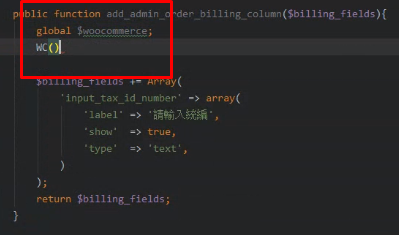 public function add_admin_order_billing_column($billing_fields){
global $woocommerce;
WC()
$billing_fields += Array(
'input_tax_id_number' => array(
'label' => '請輸入統編',
'show' => true,
'type' => 'text',
)
);
return $billing_fields;
}